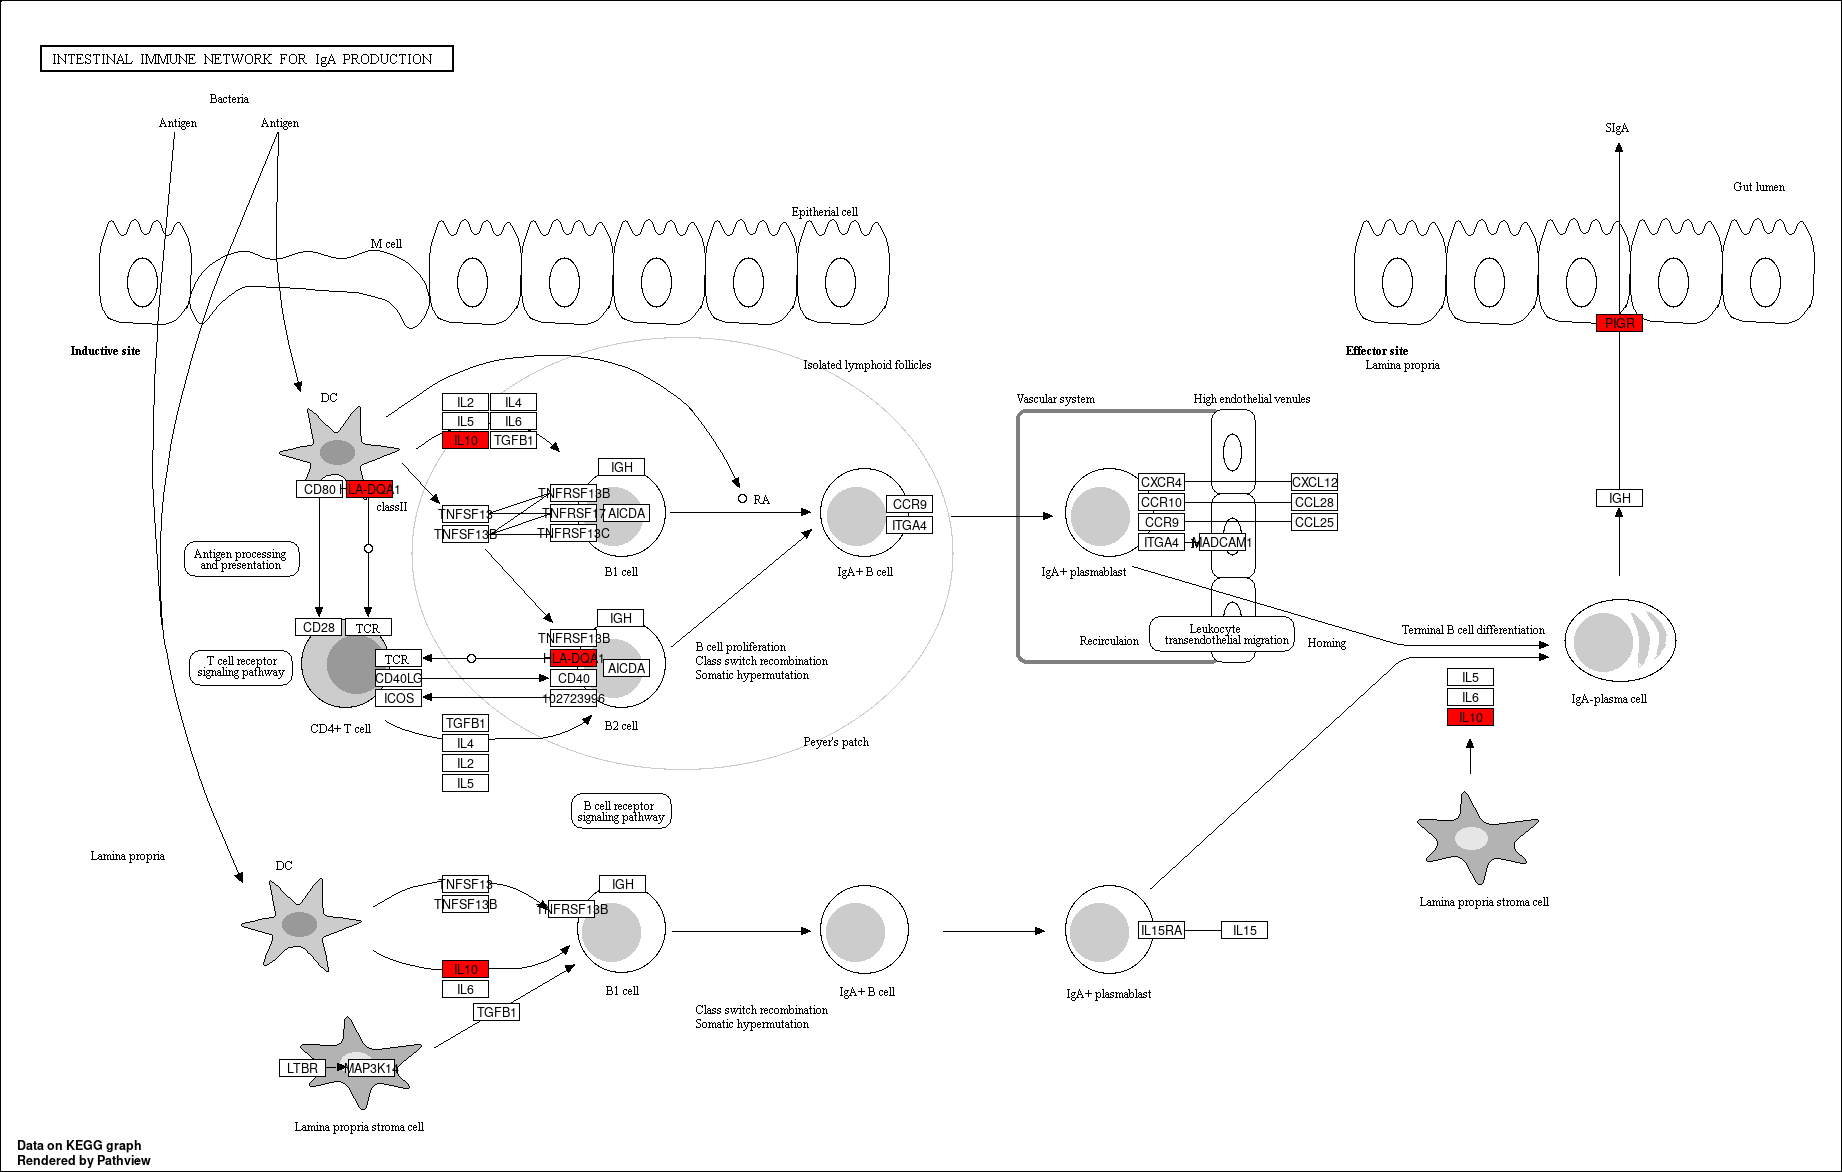 INTESTINAL IMMUNE NETWORK FOR IgA PRODUCTION
Bacteria
Antigen
Antigen
SIgA
Gut lumen
Epitherial cell
M cell
PIGR
Inductive site
Effector site
Lamina propria
Isolated lymphoid follicles
DC
IL2
IL4
IL5
IL6
IL10
TGFB1
Vascular system
High endothelial venules
CD80
HLA-DQA1
classII
IGH
TNFRSF13B
TNFSF13
TNFRSF17
AICDA
TNFSF13B
TNFRSF13C
B1 cell
RA
CCR9
ITGA4
IgA+ B cell
CXCR4
CXCL12
CCR10
CCL28
CCR9
CCL25
ITGA4
MADCAM1
IgA+ plasmablast
IGH
Antigen processing
and presentation
CD28
TCR
T cell receptor
signaling pathway
TCR
CD40LG
ICOS
CD4+ T cell
IGH
TNFRSF13B
HLA-DQA1
AICDA
CD40
102723996
B2 cell
B cell proliferation
Class switch recombination
Somatic hypermutation
TGFB1
IL4
IL2
IL5
Peyer's patch
Recirculaion
Leukocyte
transendothelial migration
Homing
Terminal B cell differentiation
IL5
IL6
IL10
IgA-plasma cell
Lamina propria stroma cell
B cell receptor
signaling pathway
Lamina propria
DC
TNFSF13
TNFSF13B
TNFRSF13B
IGH
IL10
IL6
TGFB1
B1 cell
IgA+ B cell
IL15RA
IL15
IgA+ plasmablast
Class switch recombination
Somatic hypermutation
LTBR
MAP3K14
Lamina propria stroma cell
Data on KEGG graph
Rendered by Pathview